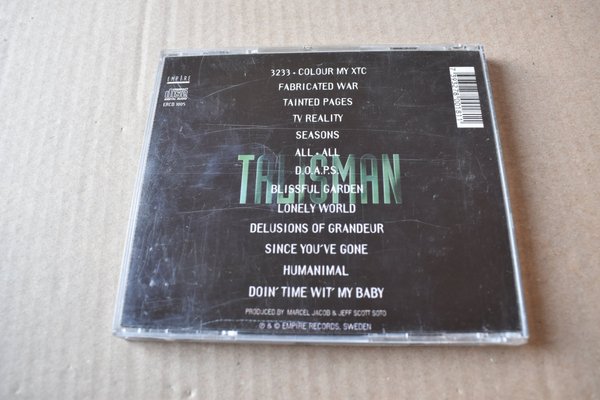 EMPIRE
3233 • COLOUR MY XTC
FABRICATED WAR
TAINTED PAGES
TV REALITY
SEASONS
ALL + ALL
D.O.A.P.S.
TALISMAN
BLISSFUL GARDEN
LONELY WORLD
DELUSIONS OF GRANDEUR
SINCE YOU'VE GONE
HUMANIMAL
DOIN' TIME WIT' MY BABY
PRODUCED BY MARCEL JACOB & JEFF SCOTT SOTO
℗ & © EMPIRE RECORDS, SWEDEN
ERCD 1005